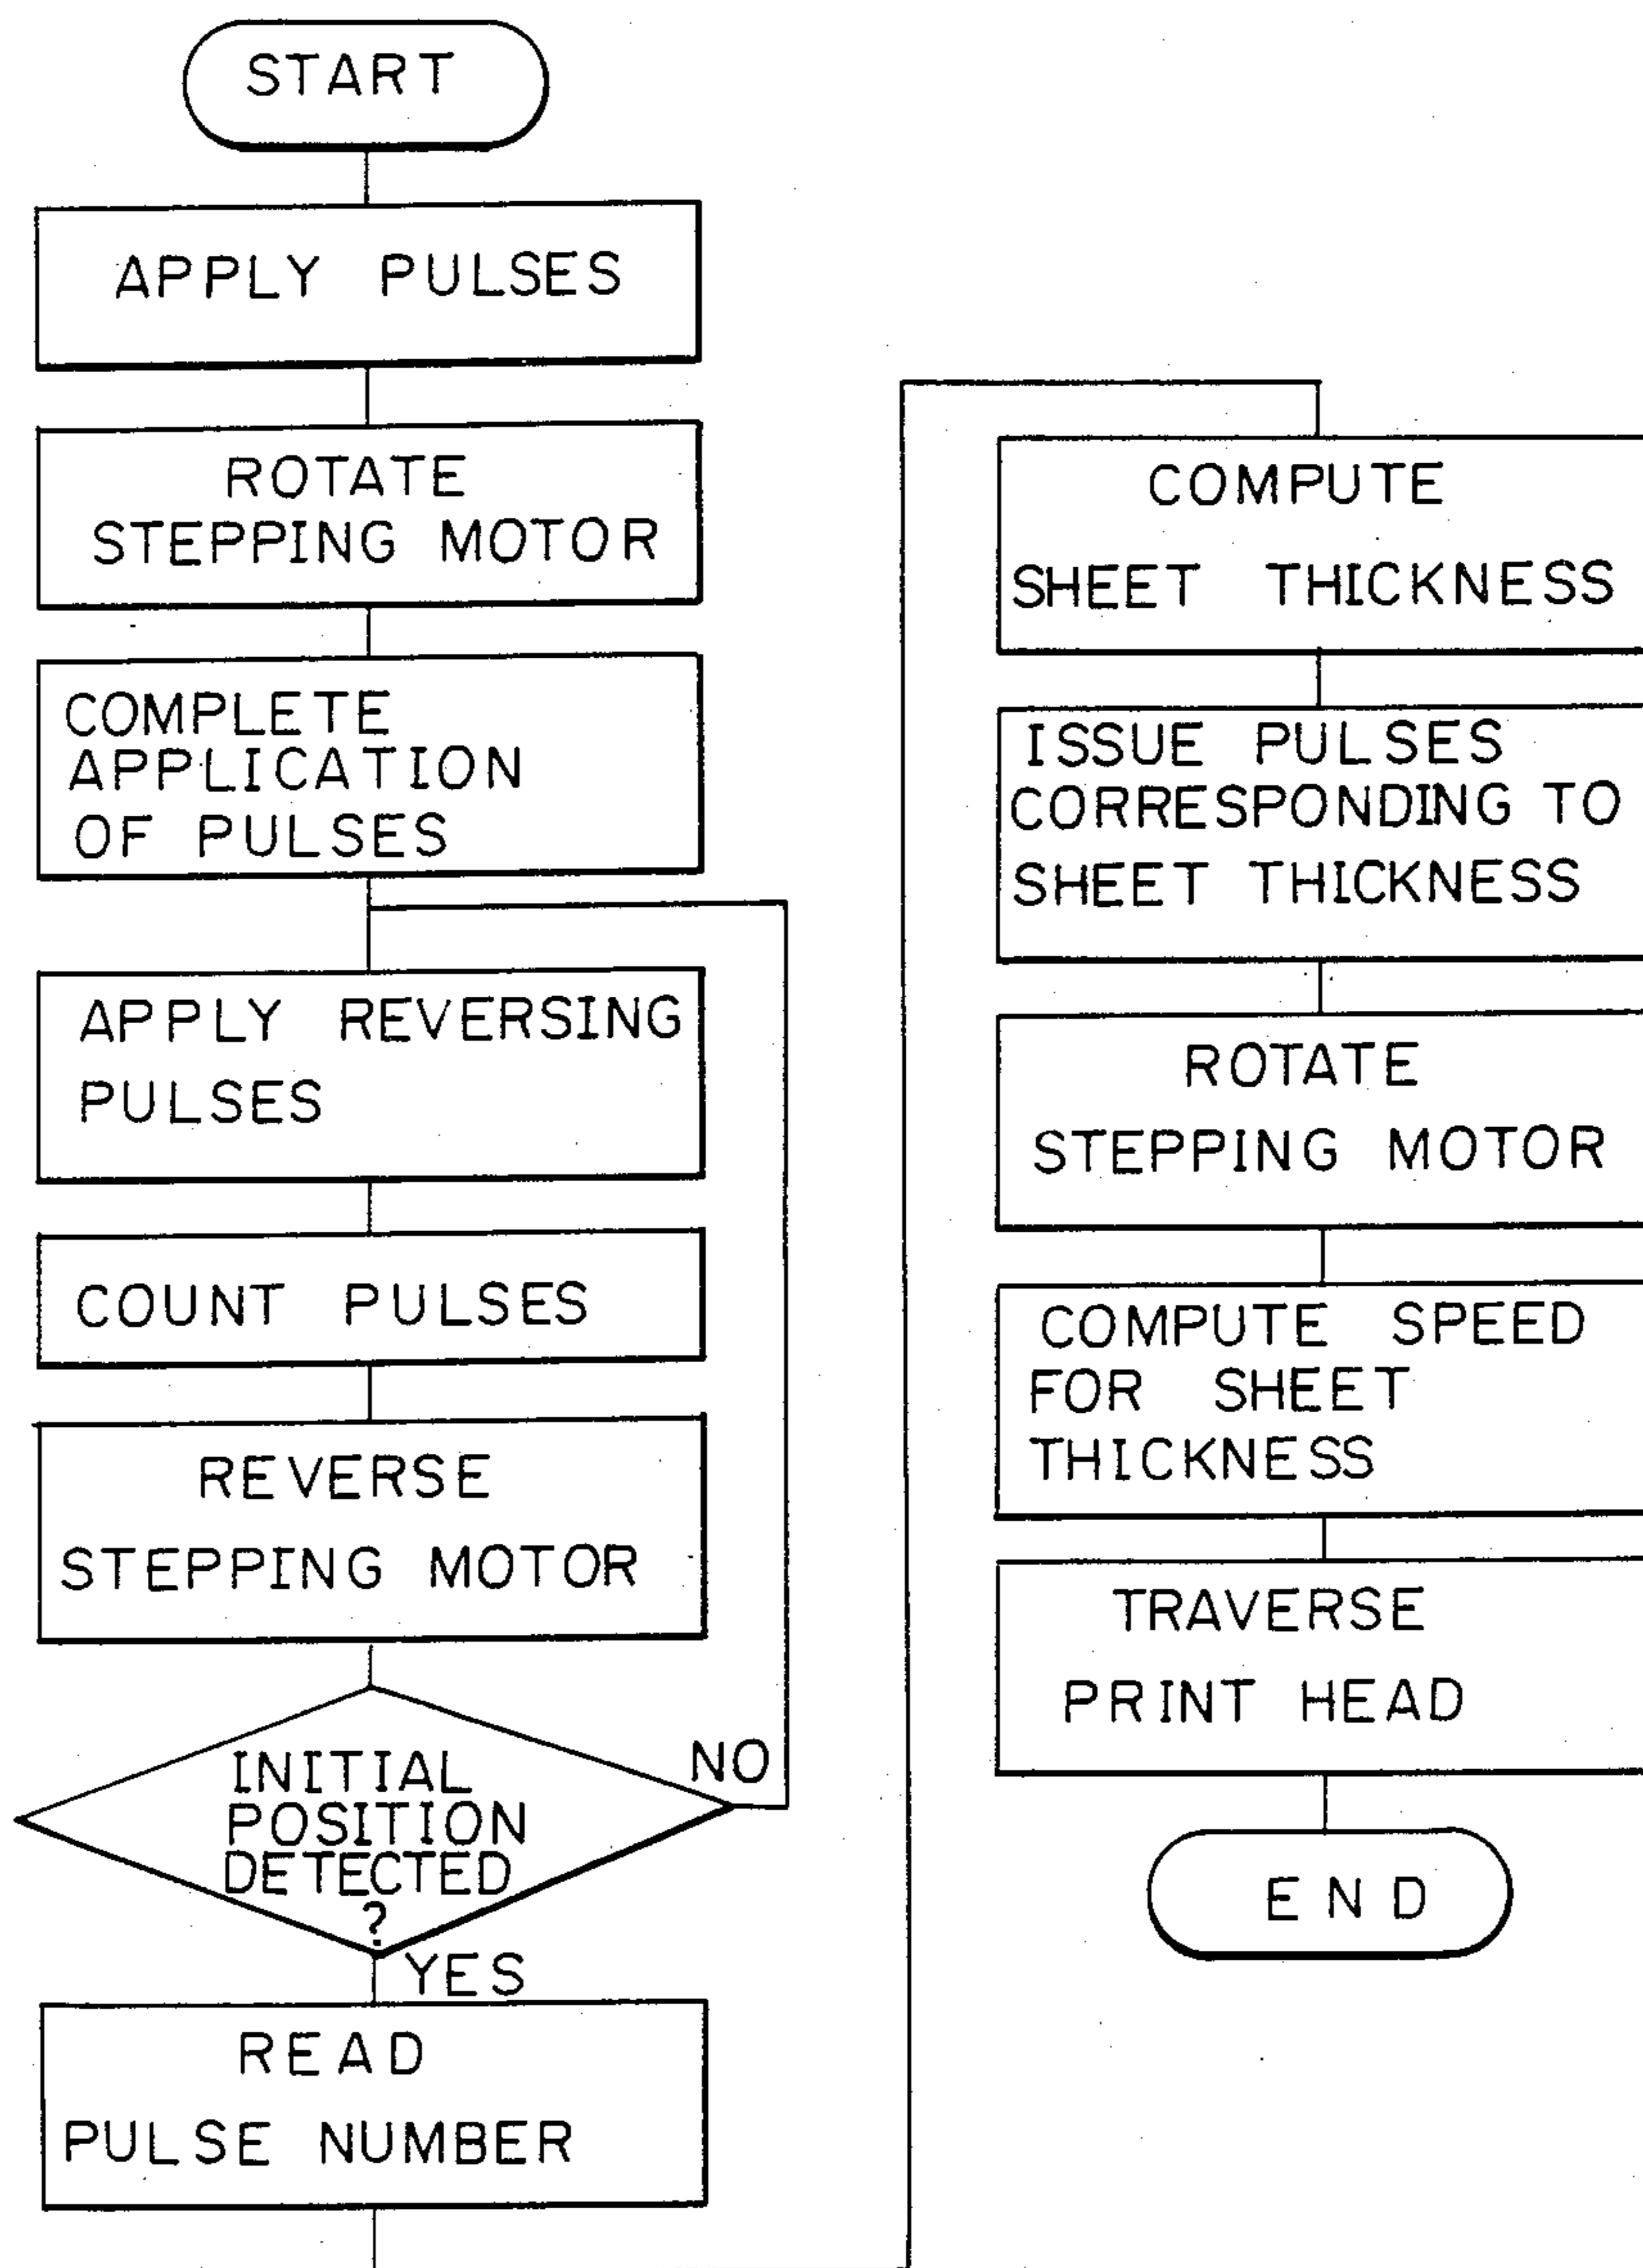 START
APPLY PULSES
ROTATE
STEPPING MOTOR
COMPLETE
APPLICATION
OF PULSES
APPLY REVERSING
PULSES
COUNT PULSES
REVERSE
STEPPING MOTOR
INITIAL
POSITION
DETECTED
?
NO
YES
READ
PULSE NUMBER
COMPUTE
SHEET THICKNESS
ISSUE PULSES
CORRESPONDING TO
SHEET THICKNESS
ROTATE
STEPPING MOTOR
COMPUTE SPEED
FOR SHEET
THICKNESS
TRAVERSE
PRINT HEAD
END